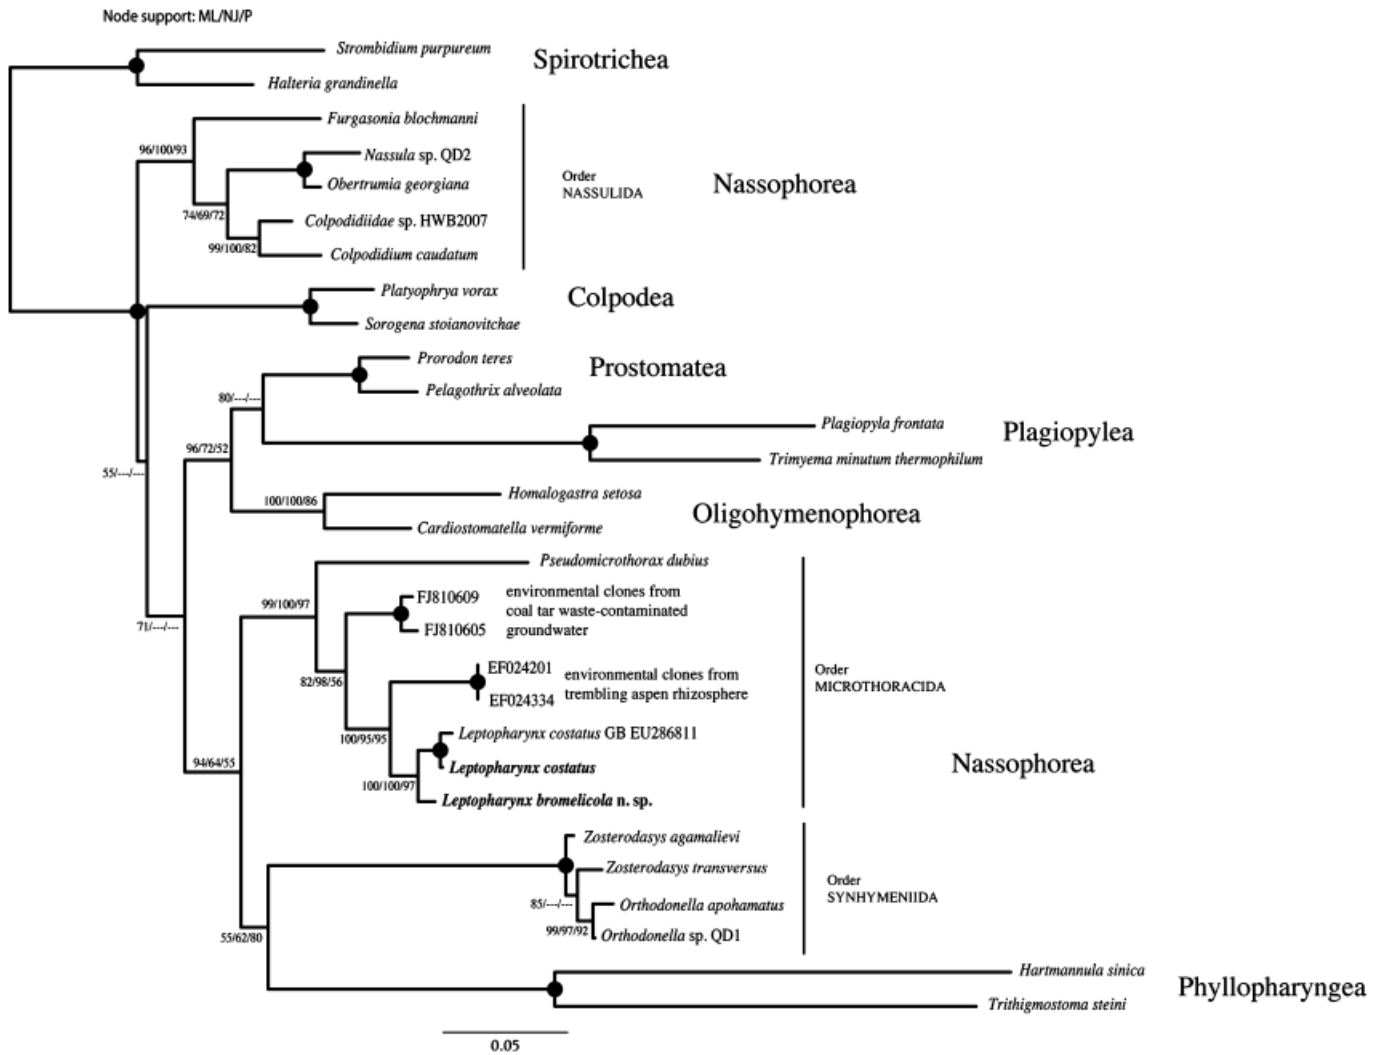 Node support: ML/NJ/P
Strombidium purpureum
Spirotrichea
Halteria grandinella
Furgasonia blochmanni
96/100/93
Nassula sp. QD2
Order
NASSULIDA
Nassophorea
Obertrumia georgiana
74/69/72
Colpodidiidae sp. HWB2007
99/100/82
Colpodidium caudatum
Platyophrya vorax
Colpodea
Sorogena stoianovitchae
Prorodon teres
Prostomatea
Pelagothrix alveolata
80/---/---
Plagiopyla frontata
Plagiopylea
96/72/52
Trimyema minutum thermophilum
55/---/---
100/100/86
Homalogastra setosa
Oligohymenophorea
Cardiostomatella vermiforme
Pseudomicrothorax dubius
99/100/97
FJ810609
FJ810605
environmental clones from
coal tar waste-contaminated
groundwater
71/---/---
82/98/56
EF024201
EF024334
environmental clones from
trembling aspen rhizosphere
Order
MICROTHORACIDA
100/95/95
Leptopharynx costatus GB EU286811
Leptopharynx costatus
94/64/55
100/100/97
Leptopharynx bromelicola n. sp.
Nassophorea
Zosterodasys agamalievi
Zosterodasys transversus
Order
SYNHYMENIIDA
85/---/---
Orthodonella apohamatus
99/97/92
Orthodonella sp. QD1
55/62/80
Hartmannula sinica
Phyllopharyngea
Trithigmostoma steini
0.05